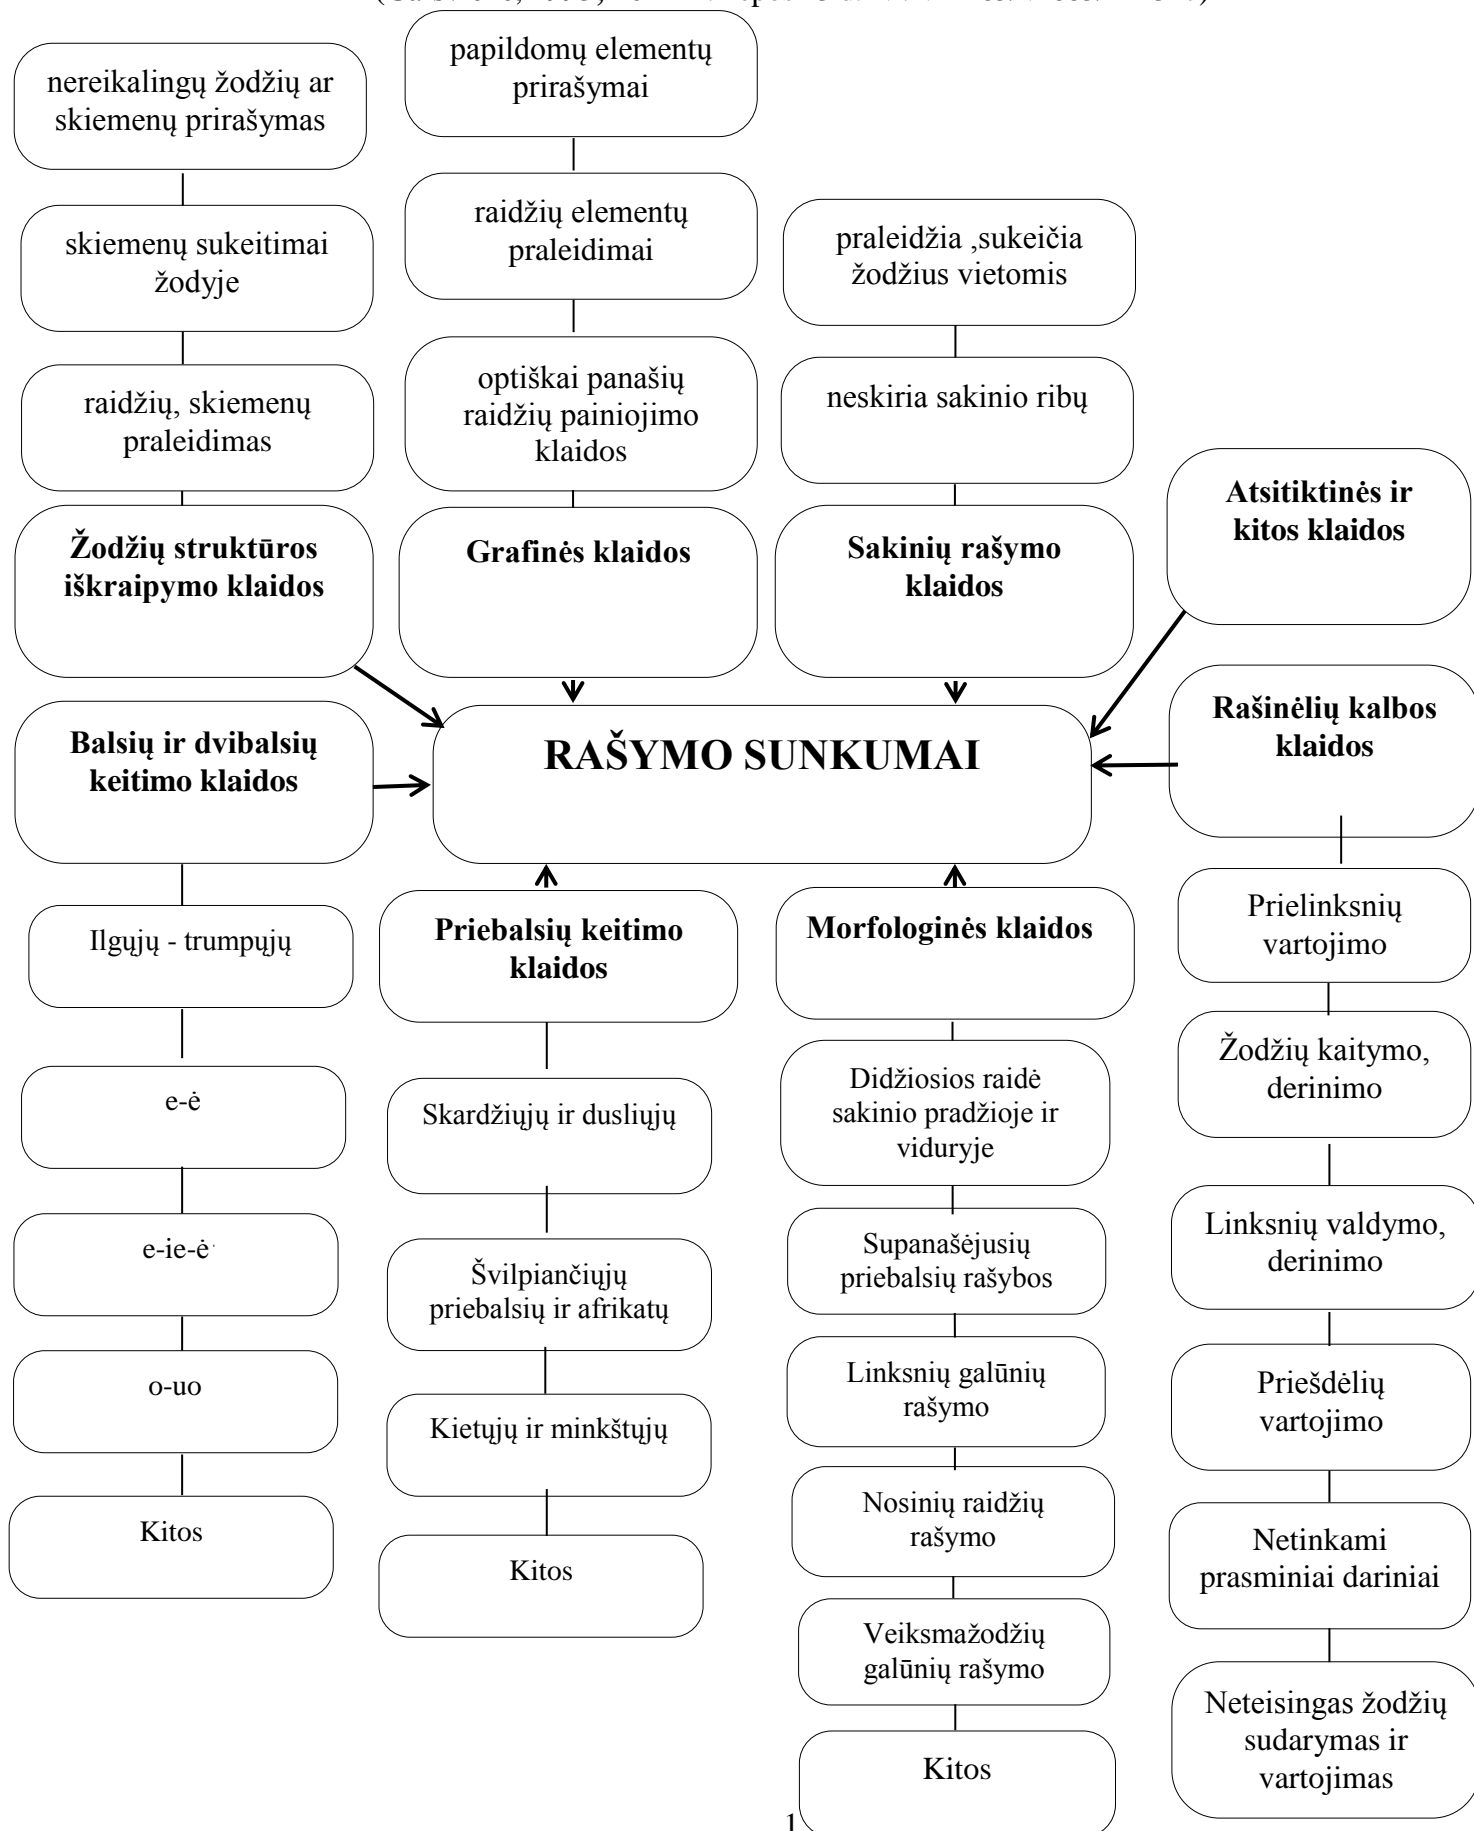 papildomų elementų
prirašymai
nereikalingų žodžių ar
skiemenų prirašymas
raidžių elementų
praleidimai
skiemenų sukeitimai
žodyje
praleidžia ,sukeičia
žodžius vietomis
optiškai panašių
raidžių painiojimo
klaidos
raidžių, skiemenų
praleidimas
neskiria sakinio ribų
Atsitiktinės ir
kitos klaidos
Žodžių struktūros
iškraipymo klaidos
Grafinės klaidos
Sakinių rašymo
klaidos
Balsių ir dvibalsių
keitimo klaidos
RAŠYMO SUNKUMAI
Rašinėlių kalbos
klaidos
Ilgųjų - trumpųjų
e-ė
e-ie-ė
o-uo
Kitos
Priebalsių keitimo
klaidos
Skardžiųjų ir dusliųjų
Švilpiančiųjų
priebalsių ir afrikatų
Kietųjų ir minkštųjų
Kitos
Morfologinės klaidos
Didžiosios raidė
sakinio pradžioje ir
viduryje
Supanašėjusių
priebalsių rašybos
Linksnių galūnių
rašymo
Nosinių raidžių
rašymo
Veiksmažodžių
galūnių rašymo
Kitos
Prielinksnių
vartojimo
Žodžių kaitymo,
derinimo
Linksnių valdymo,
derinimo
Priešdėlių
vartojimo
Netinkami
prasminiai dariniai
Neteisingas žodžių
sudarymas ir
vartojimas
1